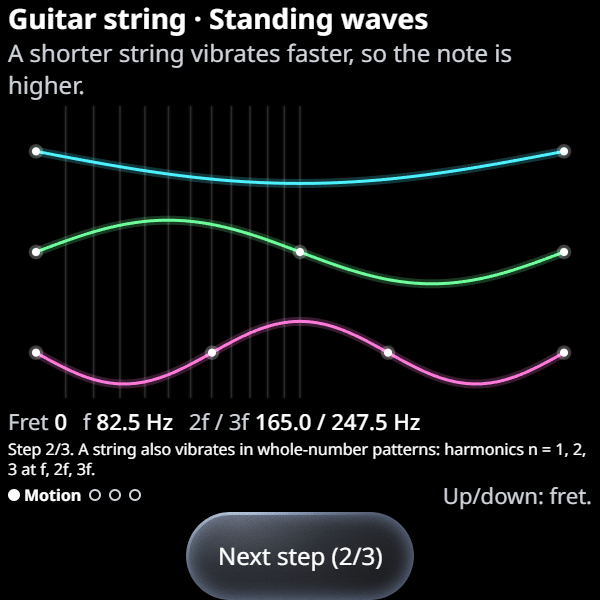 Guitar string · Standing waves
A shorter string vibrates faster, so the note is
higher.
Fret 0 f 82.5 Hz 2f / 3f 165.0 / 247.5 Hz
Step 2/3. A string also vibrates in whole-number patterns: harmonics n = 1, 2,
3 at f, 2f, 3f.
Motion
Up/down: fret.
Next step (2/3)